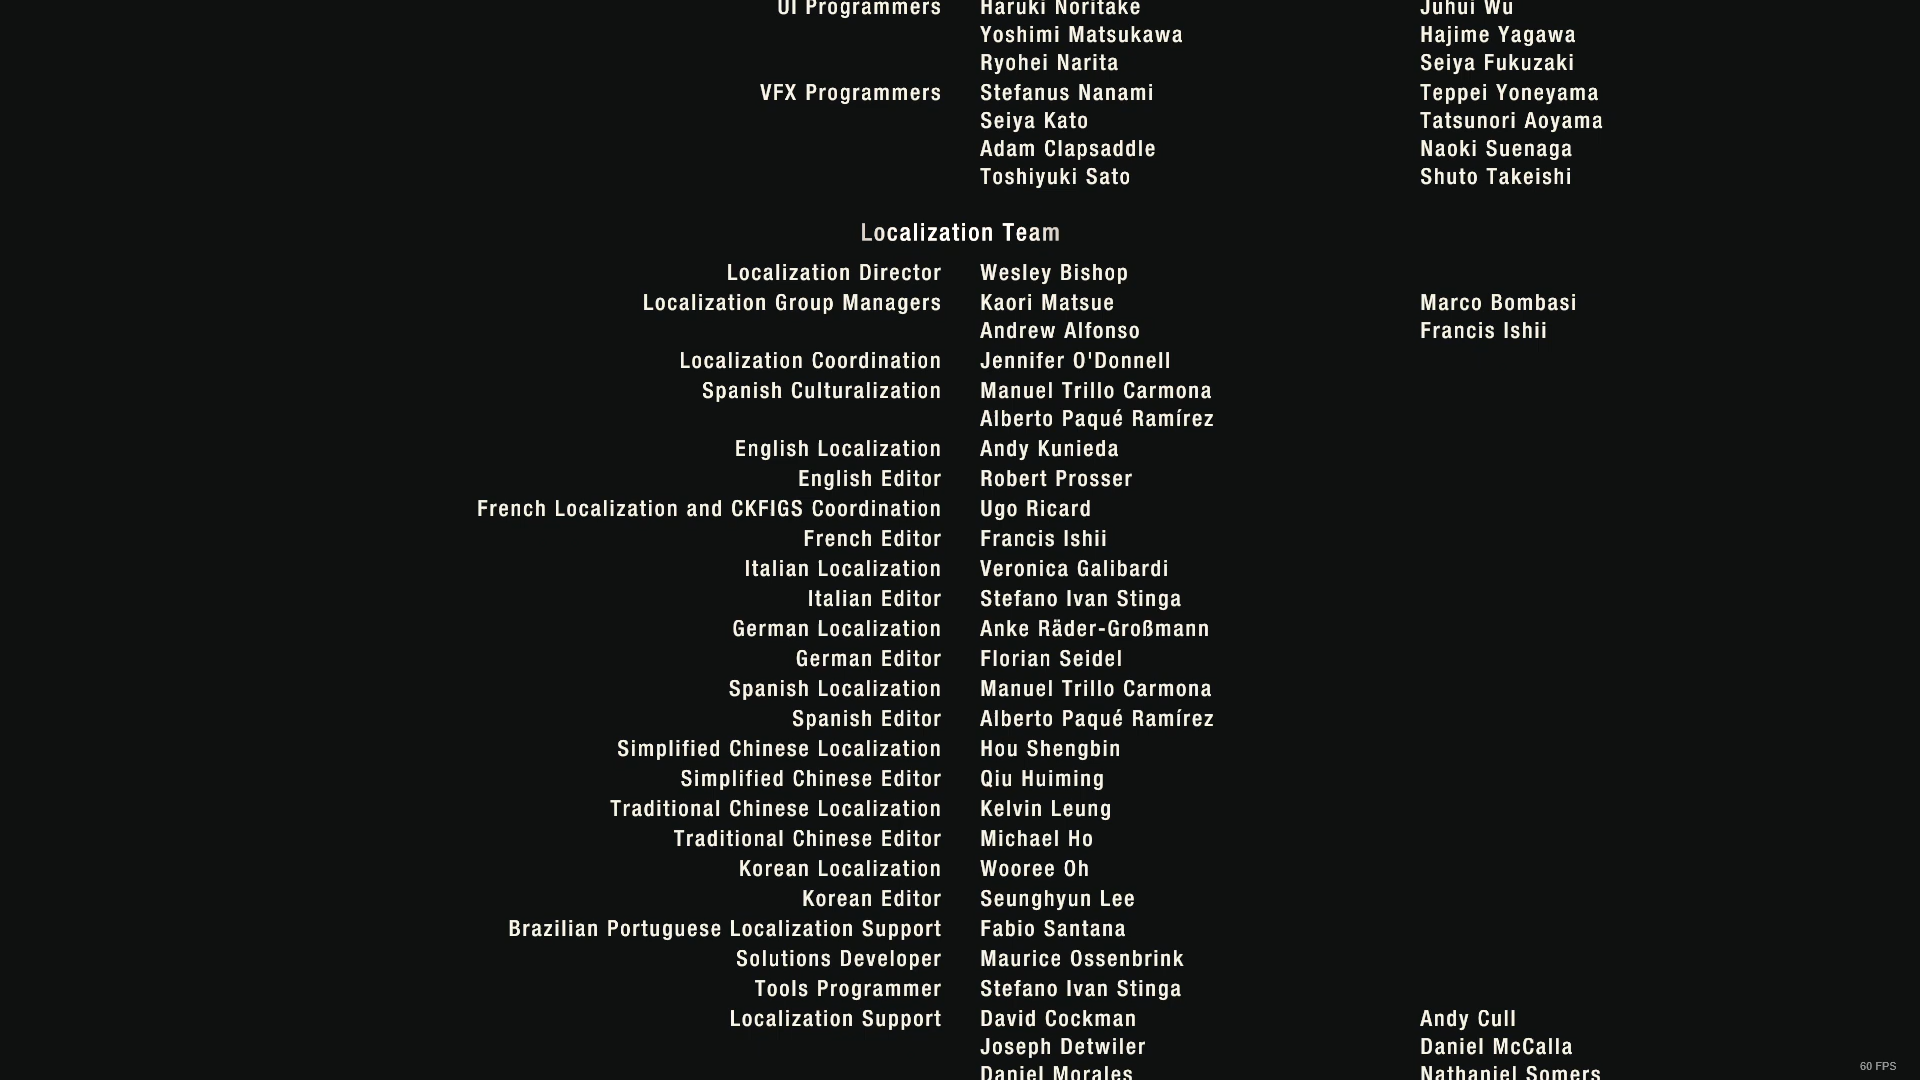 UI Programmers Haruki Noritake Juhui Wu
Yoshimi Matsukawa Hajime Yagawa
Ryohei Narita Seiya Fukuzaki
VFX Programmers Stefanus Nanami Teppei Yoneyama
Seiya Kato Tatsunori Aoyama
Adam Clapsaddle Naoki Suenaga
Toshiyuki Sato Shuto Takeishi
Localization Team
Localization Director Wesley Bishop
Localization Group Managers Kaori Matsue Marco Bombasi
Andrew Alfonso Francis Ishii
Localization Coordination Jennifer O'Donnell
Spanish Culturalization Manuel Trillo Carmona
Alberto Paqué Ramírez
English Localization Andy Kunieda
English Editor Robert Prosser
French Localization and CKFIGS Coordination Ugo Ricard
French Editor Francis Ishii
Italian Localization Veronica Galibardi
Italian Editor Stefano Ivan Stinga
German Localization Anke Räder-Großmann
German Editor Florian Seidel
Spanish Localization Manuel Trillo Carmona
Spanish Editor Alberto Paqué Ramírez
Simplified Chinese Localization Hou Shengbin
Simplified Chinese Editor Qiu Huiming
Traditional Chinese Localization Kelvin Leung
Traditional Chinese Editor Michael Ho
Korean Localization Wooree Oh
Korean Editor Seunghyun Lee
Brazilian Portuguese Localization Support Fabio Santana
Solutions Developer Maurice Ossenbrink
Tools Programmer Stefano Ivan Stinga
Localization Support David Cockman Andy Cull
Joseph Detwiler Daniel McCalla
Daniel Morales Nathaniel Somers
60 FPS